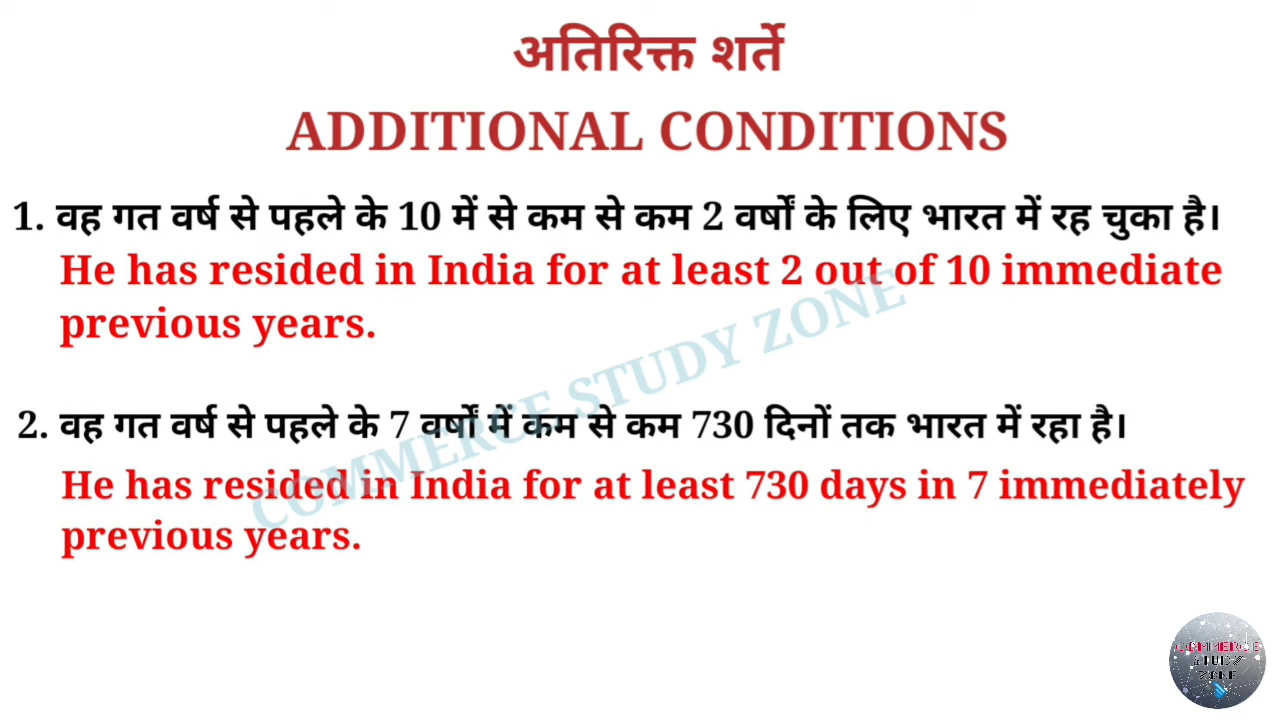 अतिरिक्त शर्ते
ADDITIONAL CONDITIONS
1. वह गत वर्ष से पहले के 10 में से कम से कम 2 वर्षों के लिए भारत में रह चुका है।
He has resided in India for at least 2 out of 10 immediate
previous years.
2. वह गत वर्ष से पहले के 7 वर्षों में कम से कम 730 दिनों तक भारत में रहा है।
He has resided in India for at least 730 days in 7 immediately
previous years.
COMMERCE STUDY ZONE
COMMERCE
STUDY
ZONE